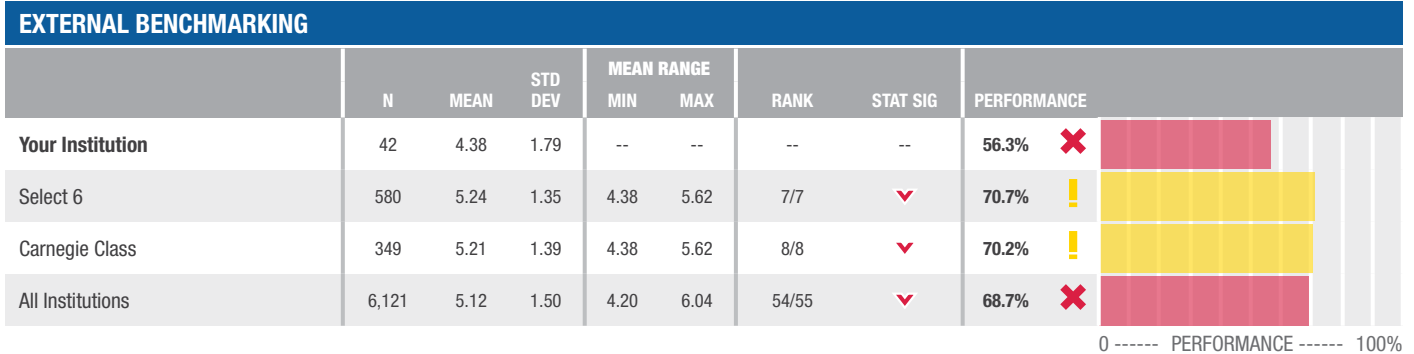 EXTERNAL BENCHMARKING
N MEAN STD DEV MEAN RANGE MIN MAX RANK STAT SIG PERFORMANCE
Your Institution 42 4.38 1.79 -- -- -- -- 56.3%
Select 6 580 5.24 1.35 4.38 5.62 7/7 70.7%
Carnegie Class 349 5.21 1.39 4.38 5.62 8/8 70.2%
All Institutions 6,121 5.12 1.50 4.20 6.04 54/55 68.7%
0 ------ PERFORMANCE ------ 100%